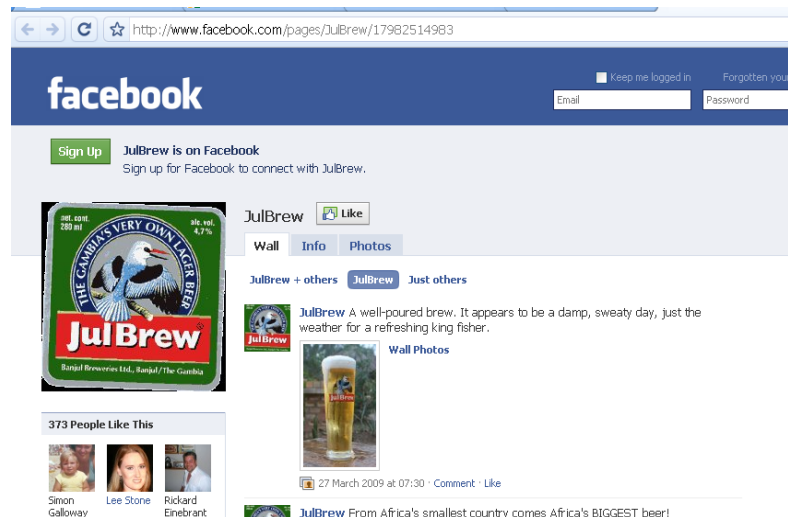 http://www.facebook.com/pages/JulBrew/17982514983
facebook
Keep me logged in
Forgotten your
Email
Password
Sign Up
JulBrew is on Facebook
Sign up for Facebook to connect with JulBrew.
net. cont.
280 ml
alc. vol.
4,7%
THE GAMBIA'S VERY OWN LAGER BEER
JulBrew
Banjul Breweries Ltd., Banjul/The Gambia
JulBrew
Like
Wall
Info
Photos
JulBrew + others
JulBrew
Just others
JulBrew
JulBrew A well-poured brew. It appears to be a damp, sweaty day, just the
weather for a refreshing king fisher.
JulBrew
Wall Photos
27 March 2009 at 07:30 · Comment · Like
373 People Like This
Simon
Galloway
Lee Stone
Rickard
Einebrant
JulBrew From Africa's smallest country comes Africa's BIGGEST beer!